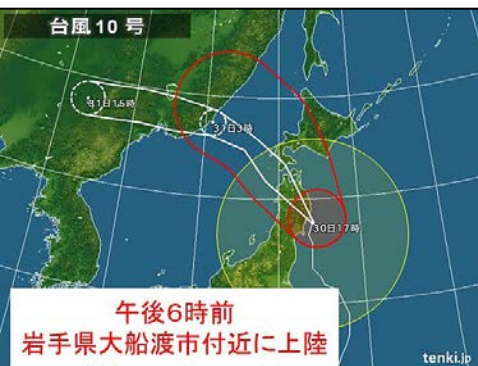 台風10号
31日15時
31日3時
30日17時
午後6時前
岩手県大船渡市付近に上陸
tenki.jp